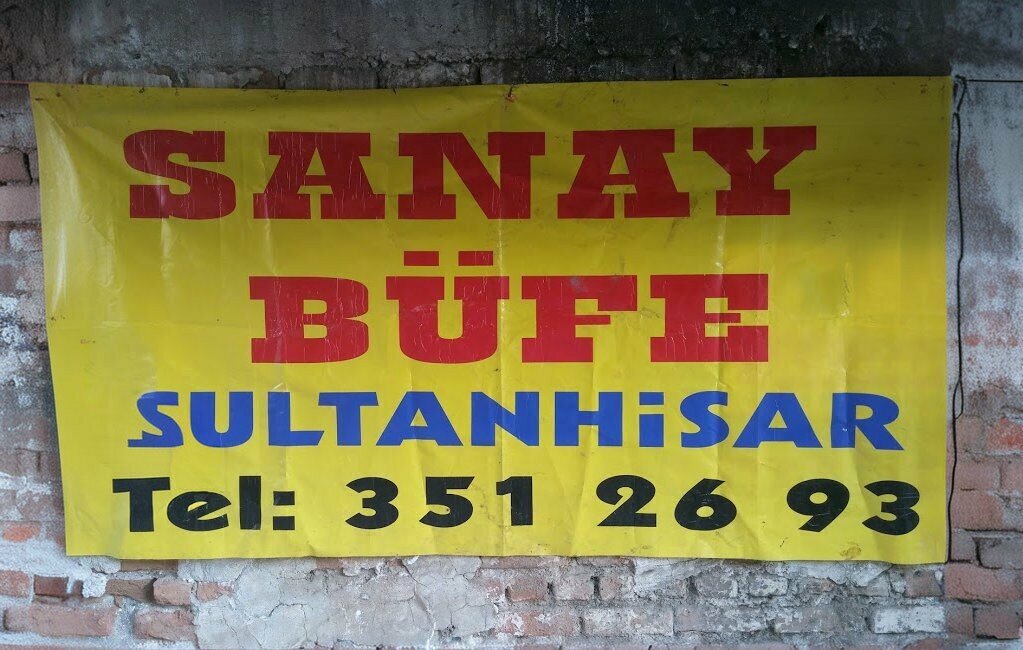 SANAY
BÜFE
SULTANHiSAR
Tel: 351 26 93